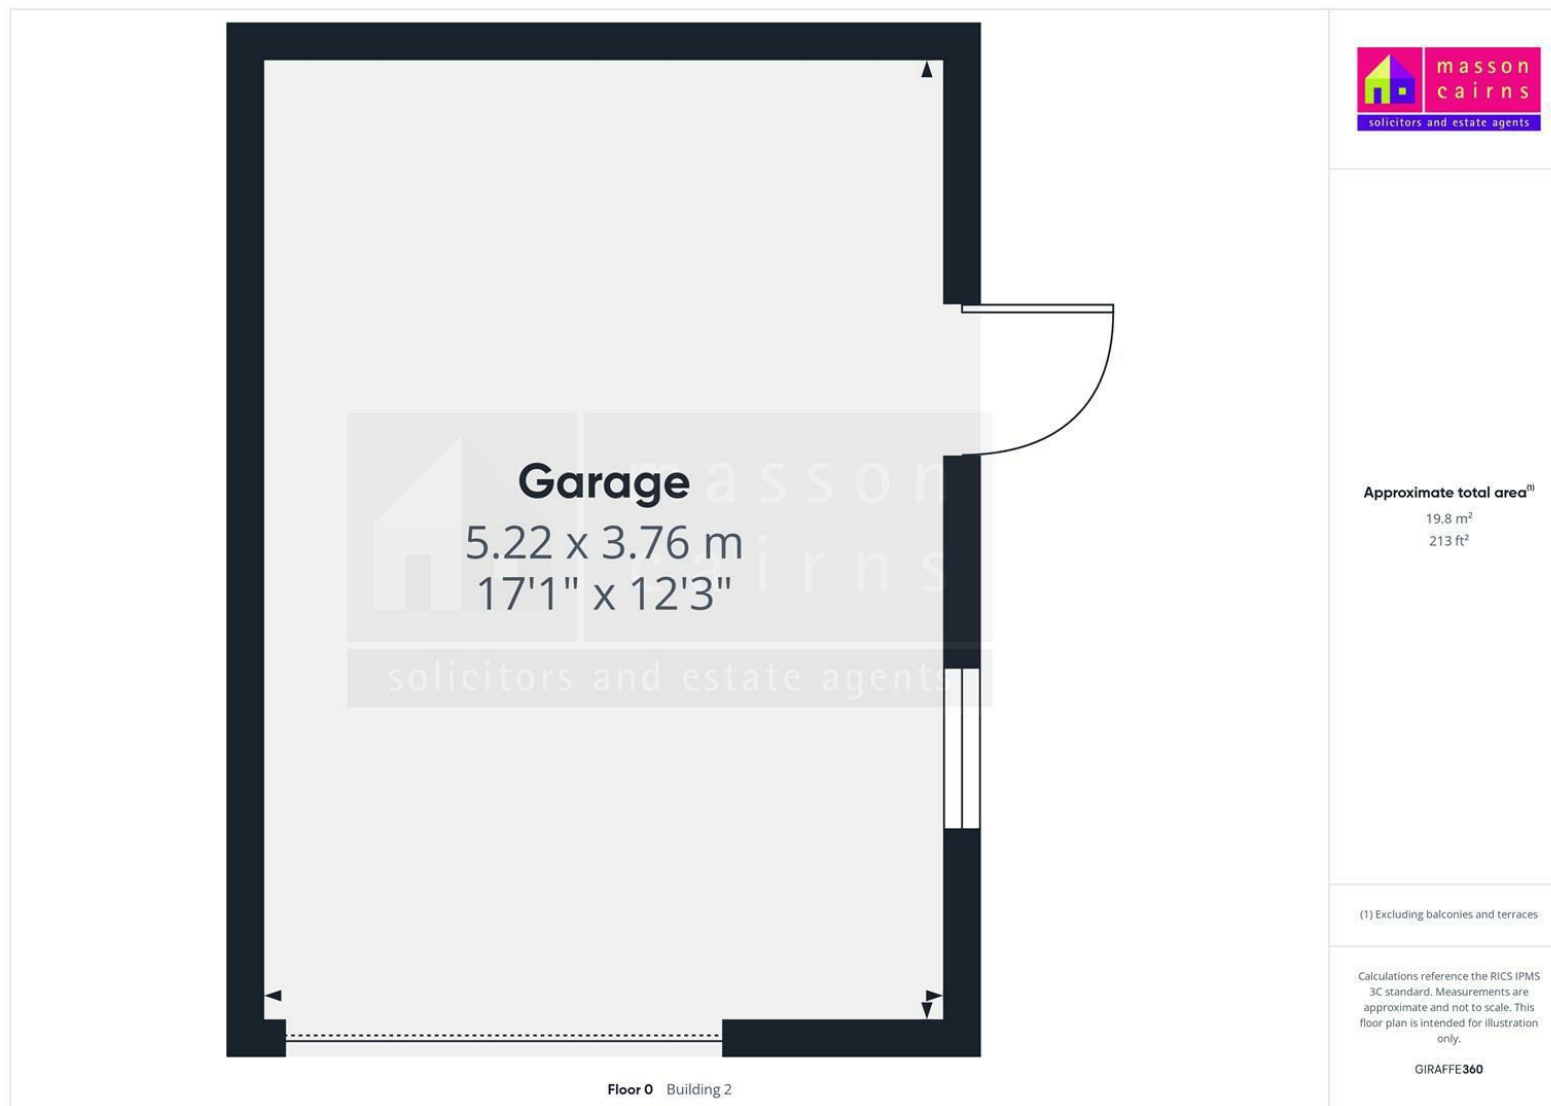 masson
cairns
solicitors and estate agents
Garage
5.22 x 3.76 m
17'1" x 12'3"
masson
cairns
solicitors and estate agents
Approximate total area(1)
19.8 m²
213 ft²
(1) Excluding balconies and terraces
Calculations reference the RICS IPMS
3C standard. Measurements are
approximate and not to scale. This
floor plan is intended for illustration
only.
GIRAFFE360
Floor 0 Building 2